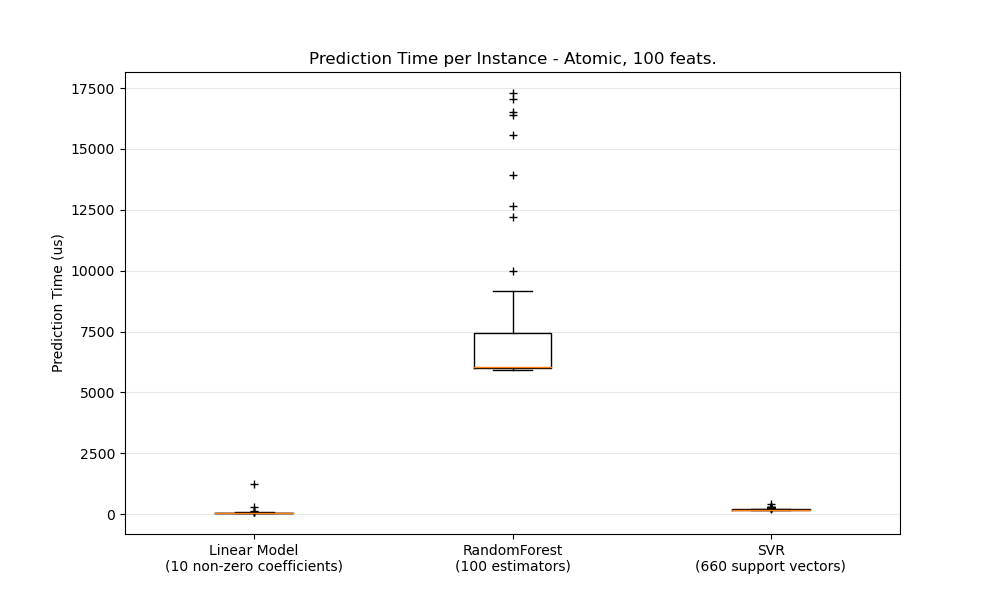 Prediction Time per Instance - Atomic, 100 feats.
Prediction Time (us)
17500
15000
12500
10000
7500
5000
2500
0
Linear Model
(10 non-zero coefficients)
RandomForest
(100 estimators)
SVR
(660 support vectors)